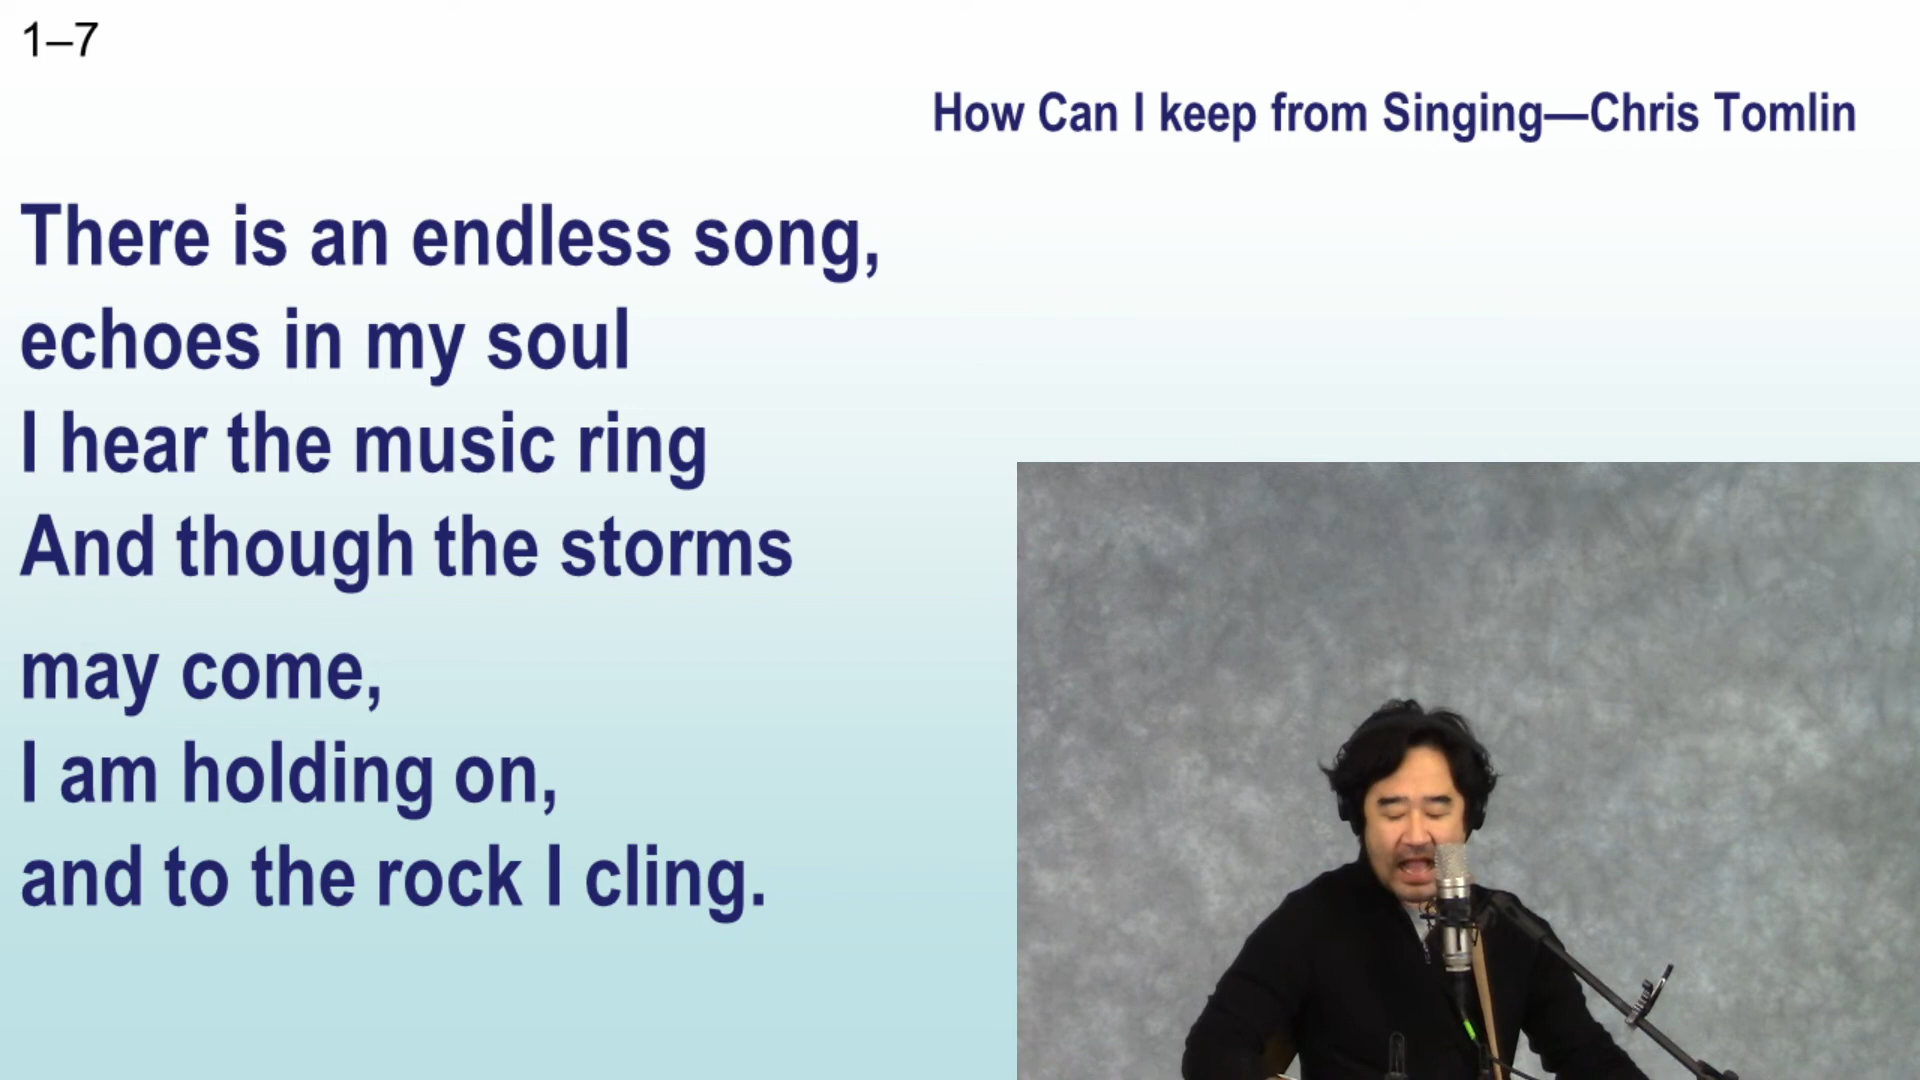 1–7
How Can I keep from Singing—Chris Tomlin
There is an endless song,
echoes in my soul
I hear the music ring
And though the storms
may come,
I am holding on,
and to the rock I cling.